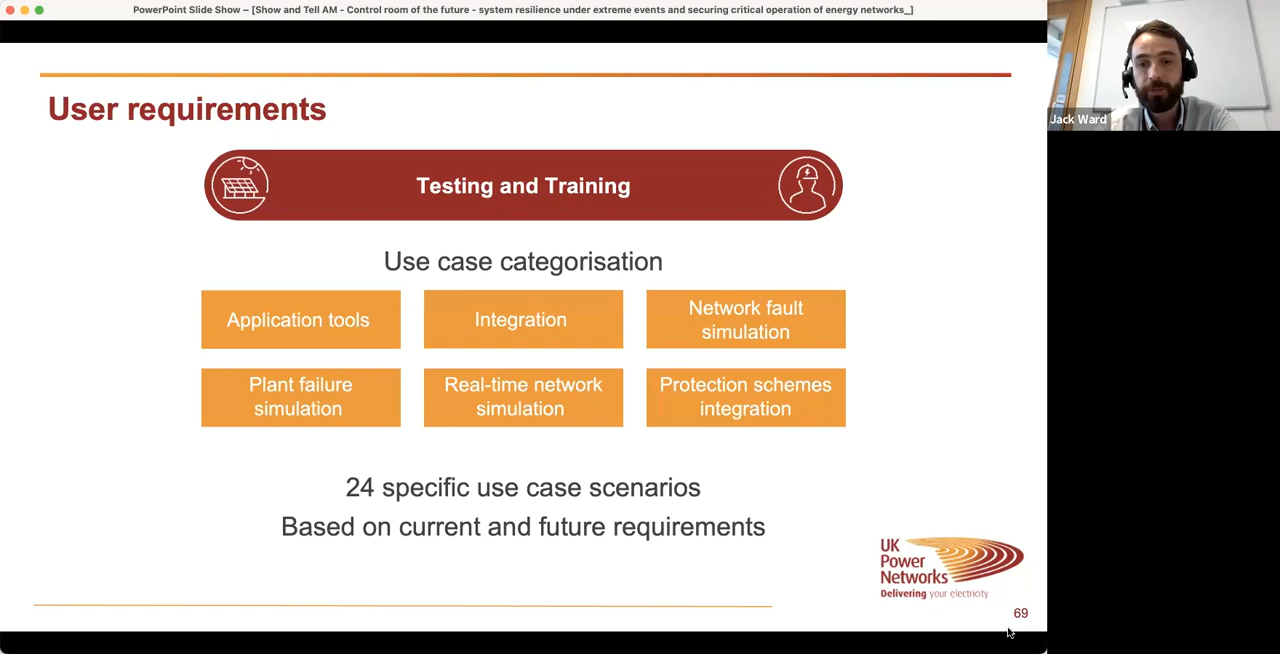 PowerPoint Slide Show – [Show and Tell AM - Control room of the future - system resilience under extreme events and securing critical operation of energy networks_]
Jack Ward
User requirements
Testing and Training
Use case categorisation
Application tools
Integration
Network fault
simulation
Plant failure
simulation
Real-time network
simulation
Protection schemes
integration
24 specific use case scenarios
Based on current and future requirements
UK
Power
Networks
Delivering your electricity
69